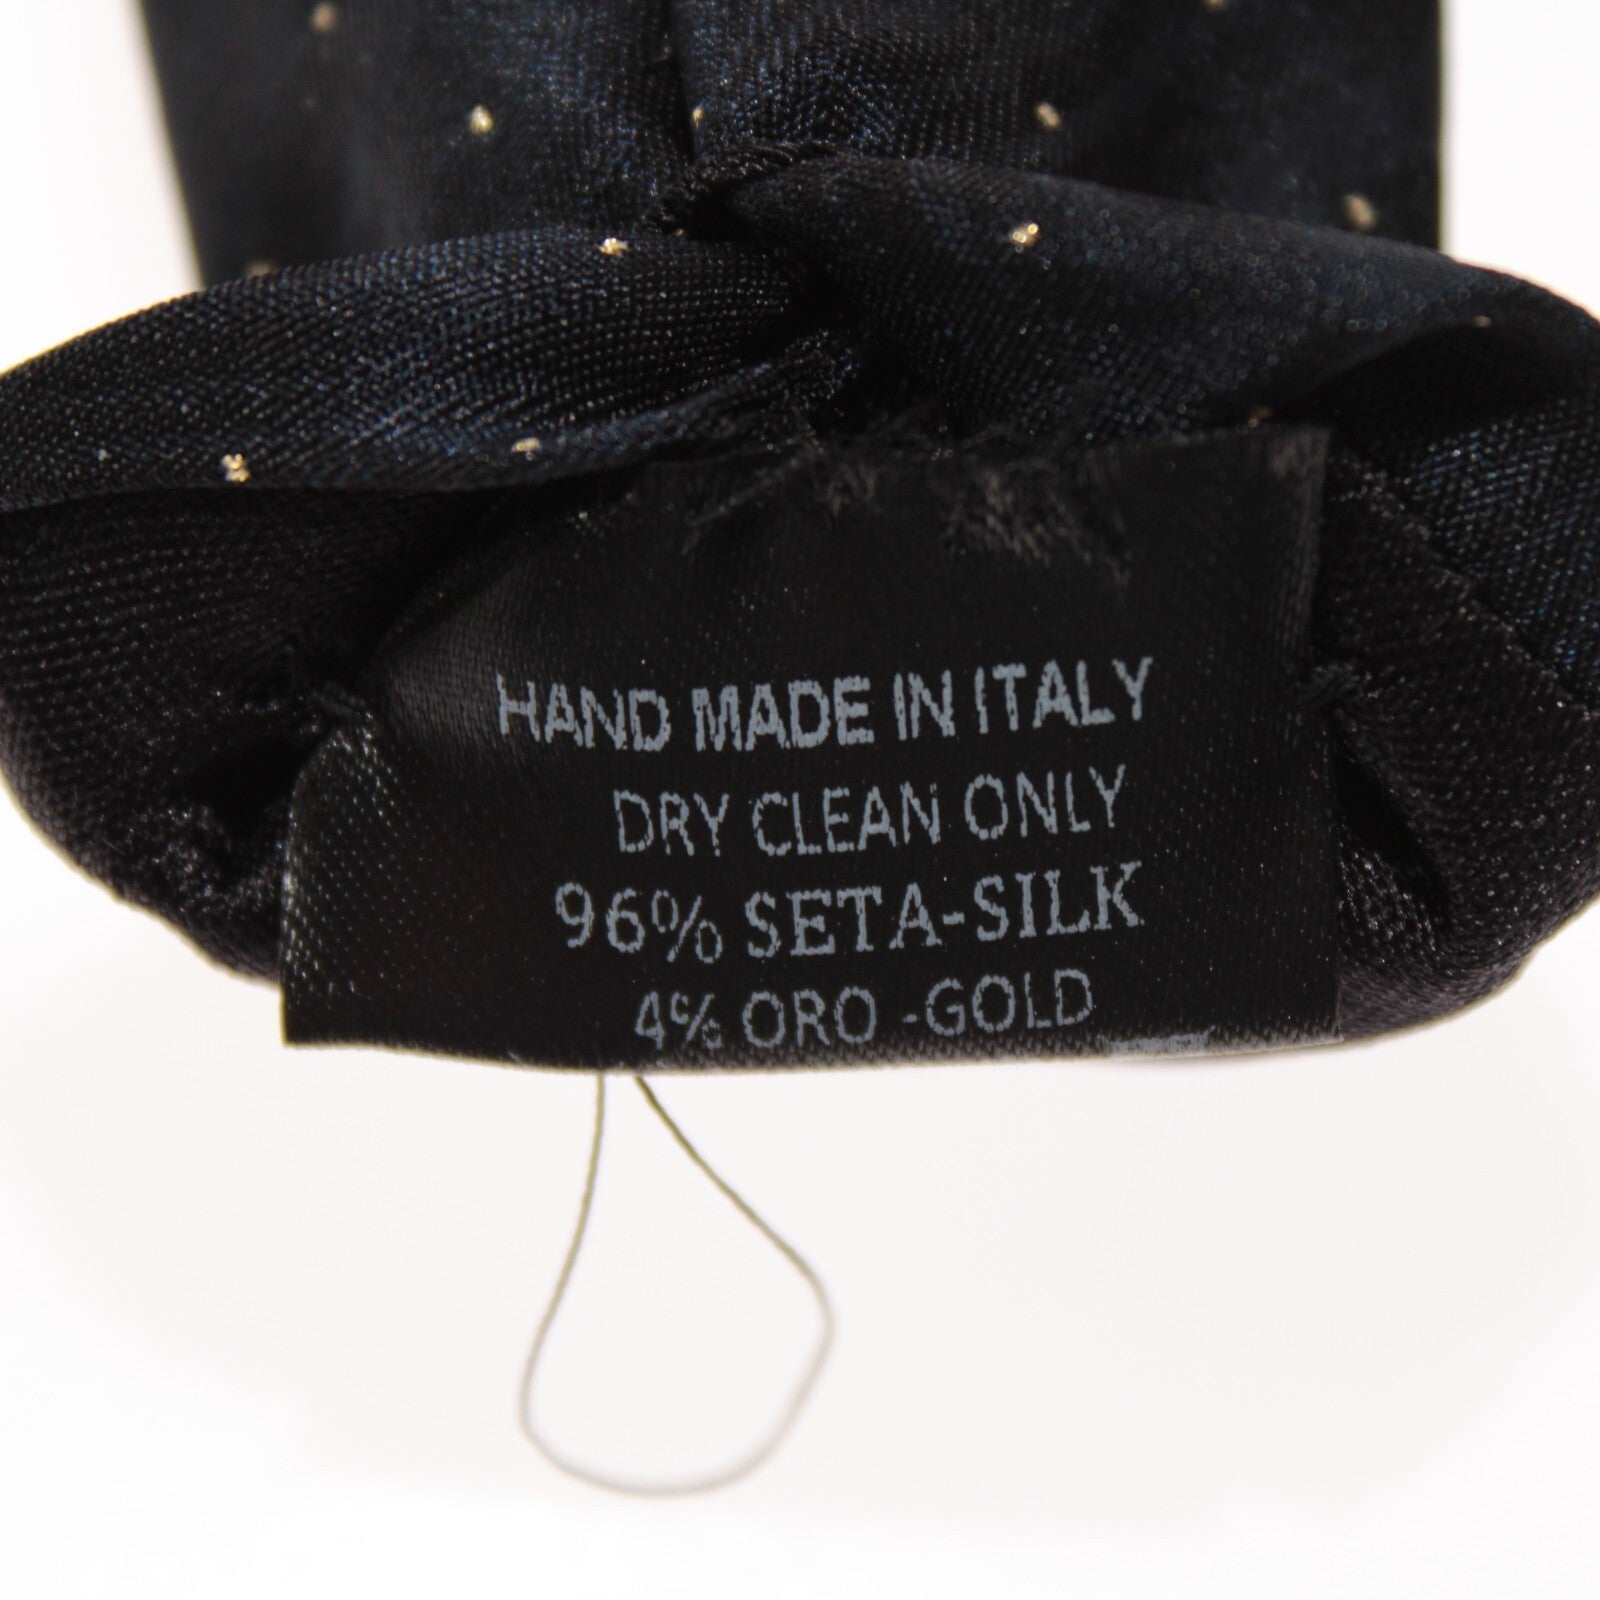 HAND MADE IN ITALY
DRY CLEAN ONLY
96% SETA-SILK
4% ORO -GOLD